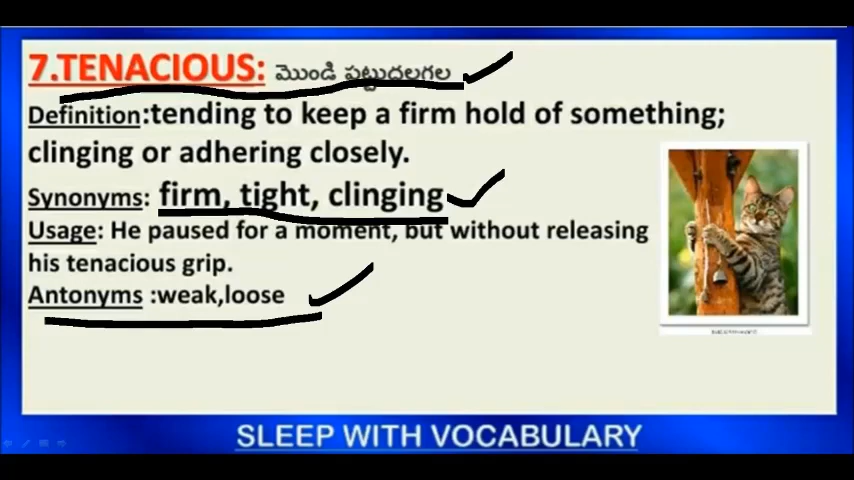 7.TENACIOUS: మొండి పట్టుదలగల
Definition:tending to keep a firm hold of something;
clinging or adhering closely.
Synonyms: firm, tight, clinging
Usage: He paused for a moment, but without releasing
his tenacious grip.
Antonyms :weak,loose
SLEEP WITH VOCABULARY